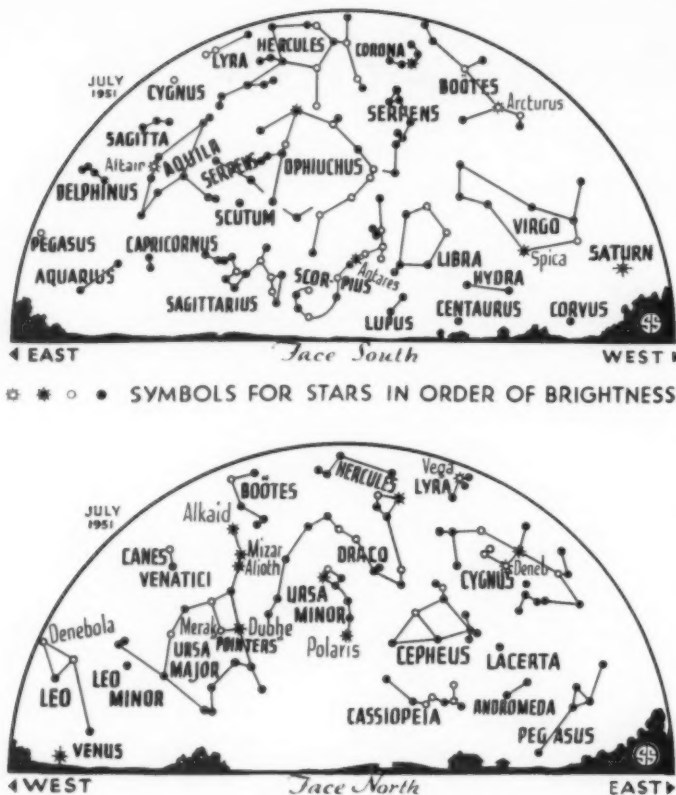 HERCULES
CORONA
LYRA
BOÖTES
JULY
1951
CYGNUS
Arcturus
SERPENS
SAGITTA
Altair
AQUILA
SERPENS
OPHIUCHUS
DELPHINUS
SCUTUM
VIRGO
PEGASUS
CAPRICORNUS
LIBRA
Spica
SATURN
AQUARIUS
SCORPIUS
Antares
HYDRA
SAGITTARIUS
LUPUS
CENTAURUS
CORVUS
EAST
Face South
WEST
SYMBOLS FOR STARS IN ORDER OF BRIGHTNESS
Vega
HERCULES
LYRA
BOÖTES
JULY
1951
Alkaid
CANES
VENATICI
Mizar
Alioth
DRACO
CYGNUS
Deneb
URSA
MINOR
Denebola
Merak
Dubhe
"POINTERS"
URSA
MAJOR
Polaris
CEPHEUS
LACERTA
LEO
LEO
MINOR
CASSIOPEIA
ANDROMEDA
PEGASUS
VENUS
WEST
Face North
EAST